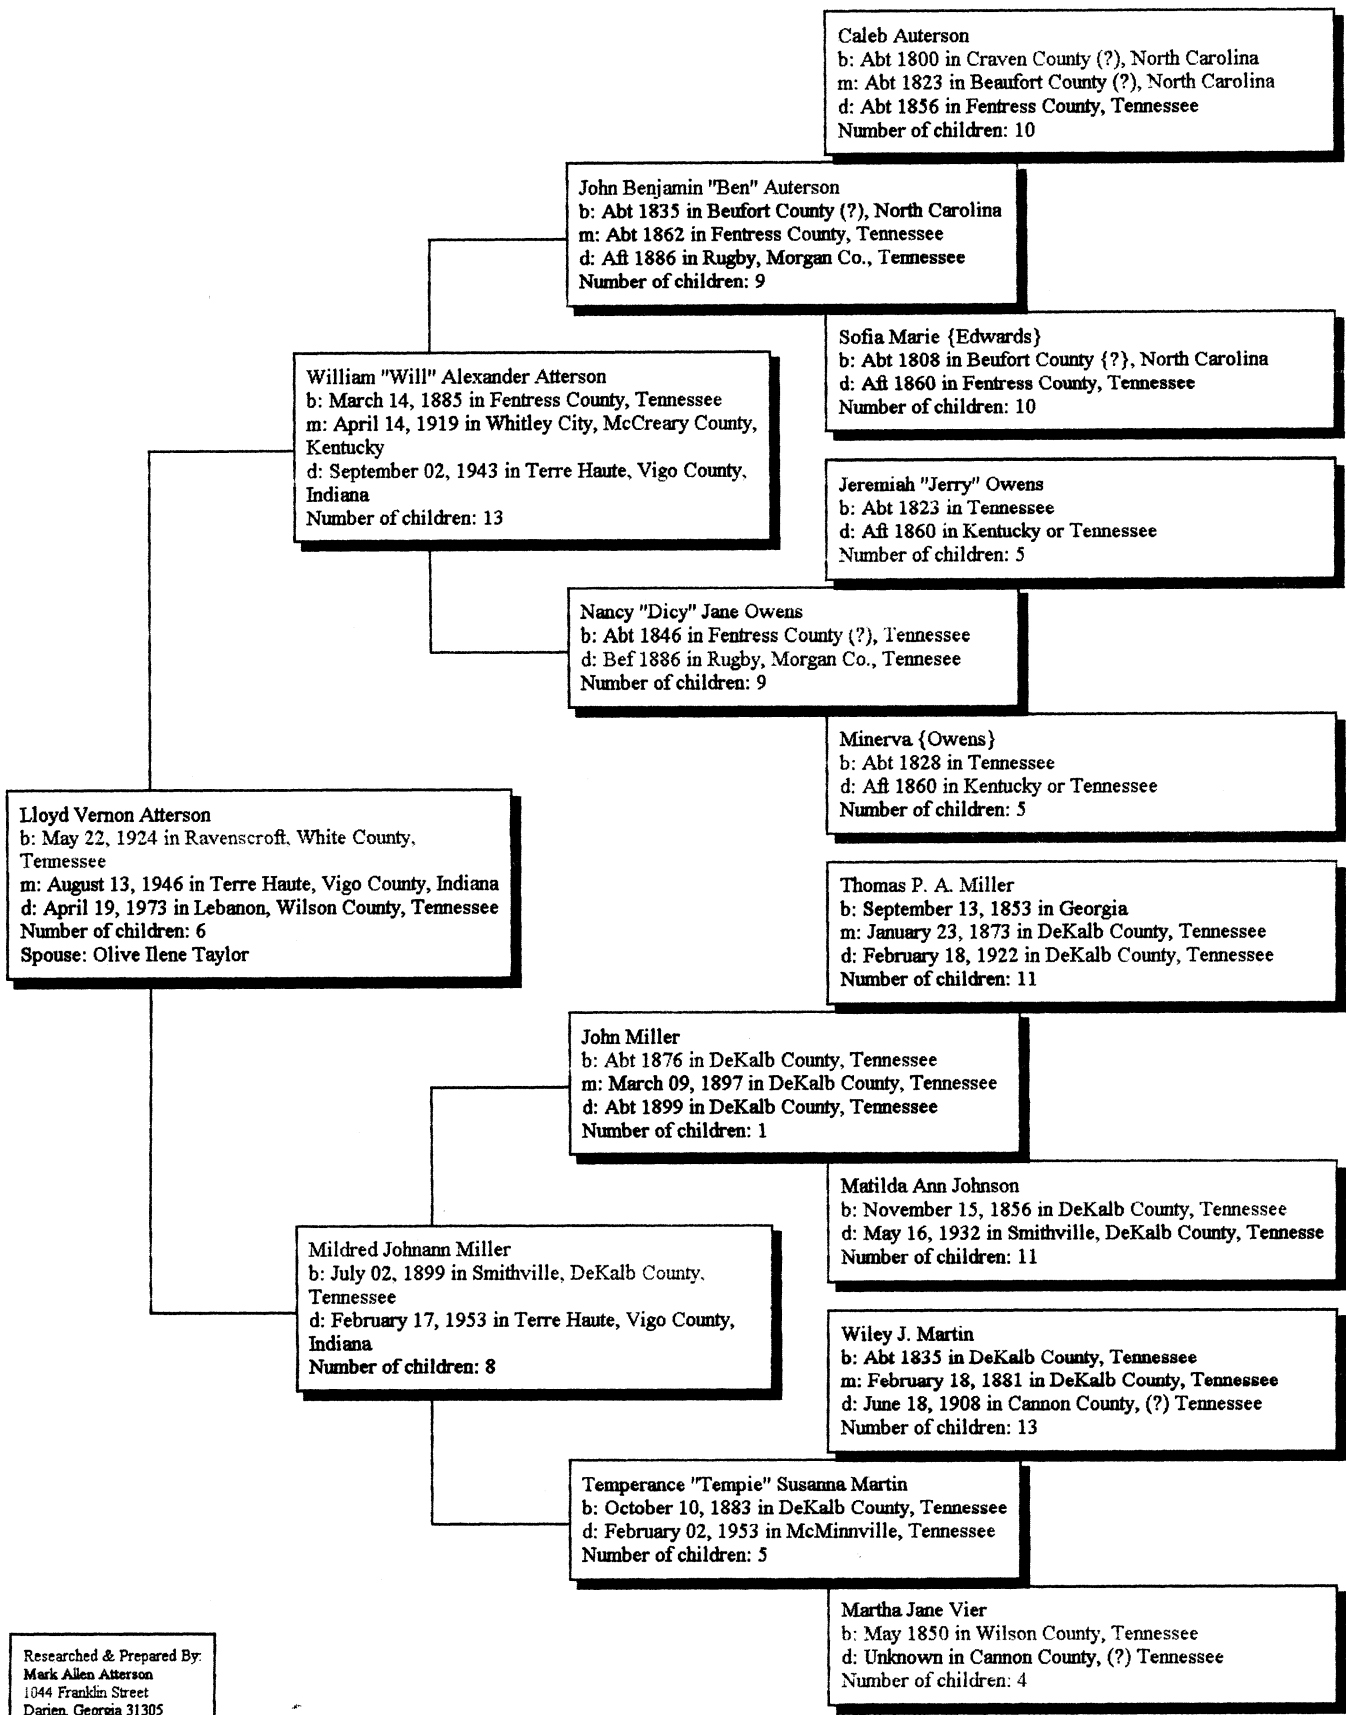 Caleb Auterson
b: Abt 1800 in Craven County (?), North Carolina
m: Abt 1823 in Beaufort County (?), North Carolina
d: Abt 1856 in Fentress County, Tennessee
Number of children: 10
John Benjamin "Ben" Auterson
b: Abt 1835 in Beufort County (?), North Carolina
m: Abt 1862 in Fentress County, Tennessee
d: Aft 1886 in Rugby, Morgan Co., Tennessee
Number of children: 9
Sofia Marie {Edwards}
b: Abt 1808 in Beufort County {?}, North Carolina
d: Aft 1860 in Fentress County, Tennessee
Number of children: 10
William "Will" Alexander Atterson
b: March 14, 1885 in Fentress County, Tennessee
m: April 14, 1919 in Whitley City, McCreary County,
Kentucky
d: September 02, 1943 in Terre Haute, Vigo County,
Indiana
Number of children: 13
Jeremiah "Jerry" Owens
b: Abt 1823 in Tennessee
d: Aft 1860 in Kentucky or Tennessee
Number of children: 5
Nancy "Dicy" Jane Owens
b: Abt 1846 in Fentress County (?), Tennessee
d: Bef 1886 in Rugby, Morgan Co., Tennesee
Number of children: 9
Minerva {Owens}
b: Abt 1828 in Tennessee
d: Aft 1860 in Kentucky or Tennessee
Number of children: 5
Lloyd Vernon Atterson
b: May 22, 1924 in Ravenscroft, White County,
Tennessee
m: August 13, 1946 in Terre Haute, Vigo County, Indiana
d: April 19, 1973 in Lebanon, Wilson County, Tennessee
Number of children: 6
Spouse: Olive Ilene Taylor
Thomas P. A. Miller
b: September 13, 1853 in Georgia
m: January 23, 1873 in DeKalb County, Tennessee
d: February 18, 1922 in DeKalb County, Tennessee
Number of children: 11
John Miller
b: Abt 1876 in DeKalb County, Tennessee
m: March 09, 1897 in DeKalb County, Tennessee
d: Abt 1899 in DeKalb County, Tennessee
Number of children: 1
Matilda Ann Johnson
b: November 15, 1856 in DeKalb County, Tennessee
d: May 16, 1932 in Smithville, DeKalb County, Tennesse
Number of children: 11
Mildred Johnann Miller
b: July 02, 1899 in Smithville, DeKalb County,
Tennessee
d: February 17, 1953 in Terre Haute, Vigo County,
Indiana
Number of children: 8
Wiley J. Martin
b: Abt 1835 in DeKalb County, Tennessee
m: February 18, 1881 in DeKalb County, Tennessee
d: June 18, 1908 in Cannon County, (?) Tennessee
Number of children: 13
Temperance "Tempie" Susanna Martin
b: October 10, 1883 in DeKalb County, Tennessee
d: February 02, 1953 in McMinnville, Tennessee
Number of children: 5
Martha Jane Vier
b: May 1850 in Wilson County, Tennessee
d: Unknown in Cannon County, (?) Tennessee
Number of children: 4
Researched & Prepared By:
Mark Allen Atterson
1044 Franklin Street
Darien, Georgia 31305